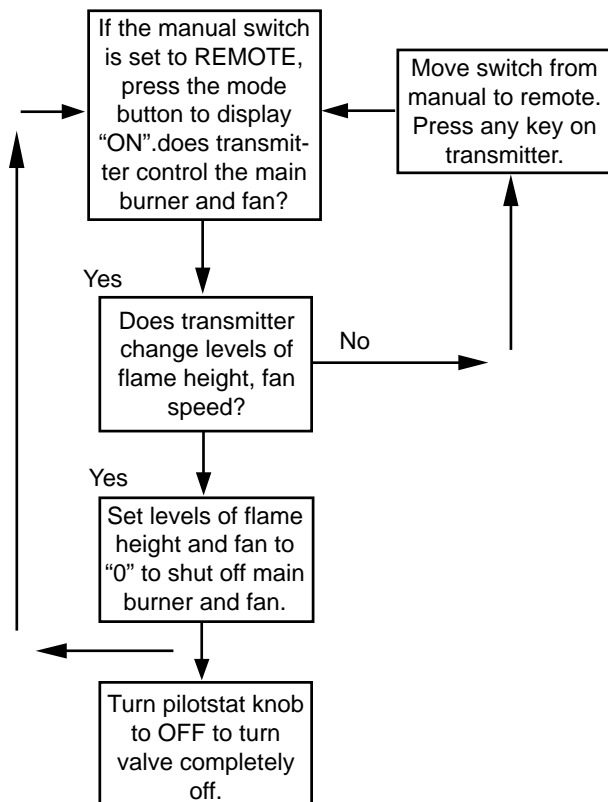 If the manual switch
is set to REMOTE,
press the mode
button to display
“ON”.does transmit-
ter control the main
burner and fan?
Move switch from
manual to remote.
Press any key on
transmitter.
Yes
Does transmitter
change levels of
flame height, fan
speed?
No
Yes
Set levels of flame
height and fan to
“0” to shut off main
burner and fan.
Turn pilotstat knob
to OFF to turn
valve completely
off.